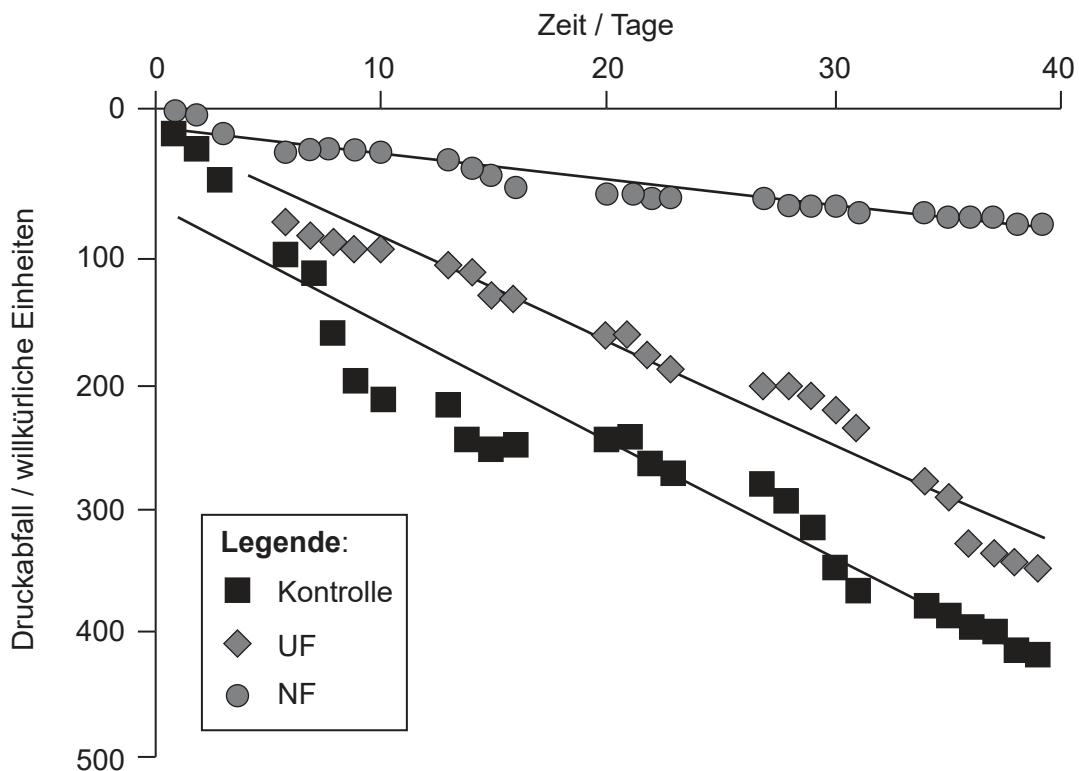 Zeit / Tage
0 10 20 30 40
0
100
200
300
400
500
Druckabfall / willkürliche Einheiten
Legende:
Kontrolle
UF
NF